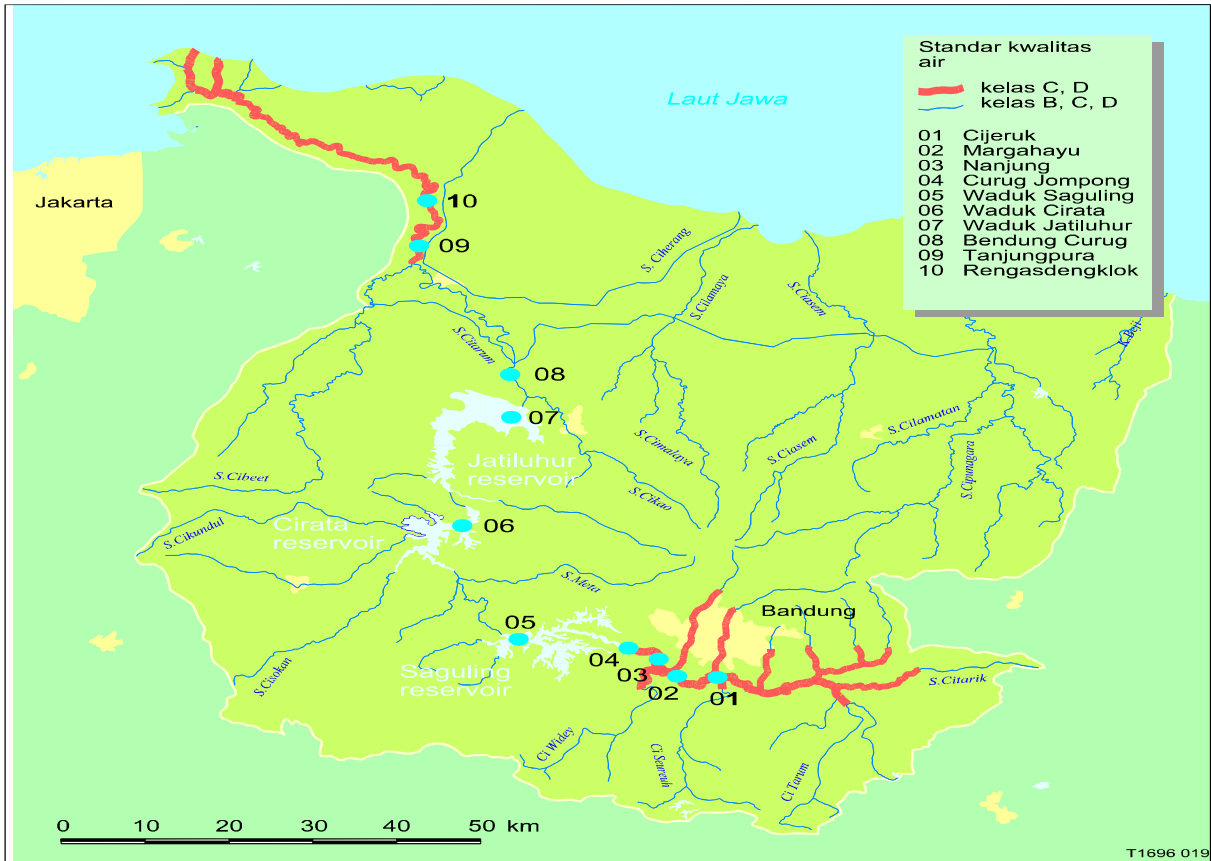 Standar kwalitas
air
kelas C, D
kelas B, C, D
01 Cijeruk
02 Margahayu
03 Nanjung
04 Curug Jompong
05 Waduk Saguling
06 Waduk Cirata
07 Waduk Jatiluhur
08 Bendung Curug
09 Tanjungpura
10 Rengasdengklok
Laut Jawa
Jakarta
10
09
S. Ciherang
S.Cilamaya
S.Ciasem
K.Beji
S.Citarum
08
07
S.Cilamatan
S.Cimalaya
S.Ciasem
S.Cipunagara
Jatiluhur
reservoir
S.Cibeet
S.Cikao
S.Cikundul
Cirata
reservoir
06
S.Meta
Bandung
05
04
03
02
01
Saguling
reservoir
S.Cisokan
S.Citarik
Ci Widey
Ci Seureuh
Ci Tarum
0 10 20 30 40 50 km
T1696 019